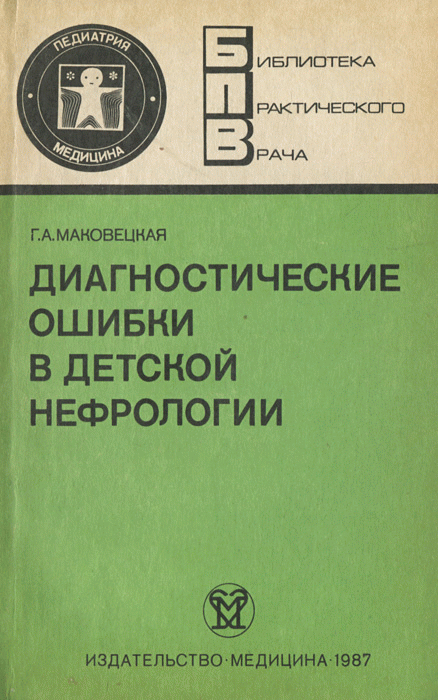 ПЕДИАТРИЯ
МЕДИЦИНА
БИБЛИОТЕКА
ПРАКТИЧЕСКОГО
ВРАЧА
Г.А.МАКОВЕЦКАЯ
ДИАГНОСТИЧЕСКИЕ
ОШИБКИ
В ДЕТСКОЙ
НЕФРОЛОГИИ
ИЗДАТЕЛЬСТВО·МЕДИЦИНА·1987